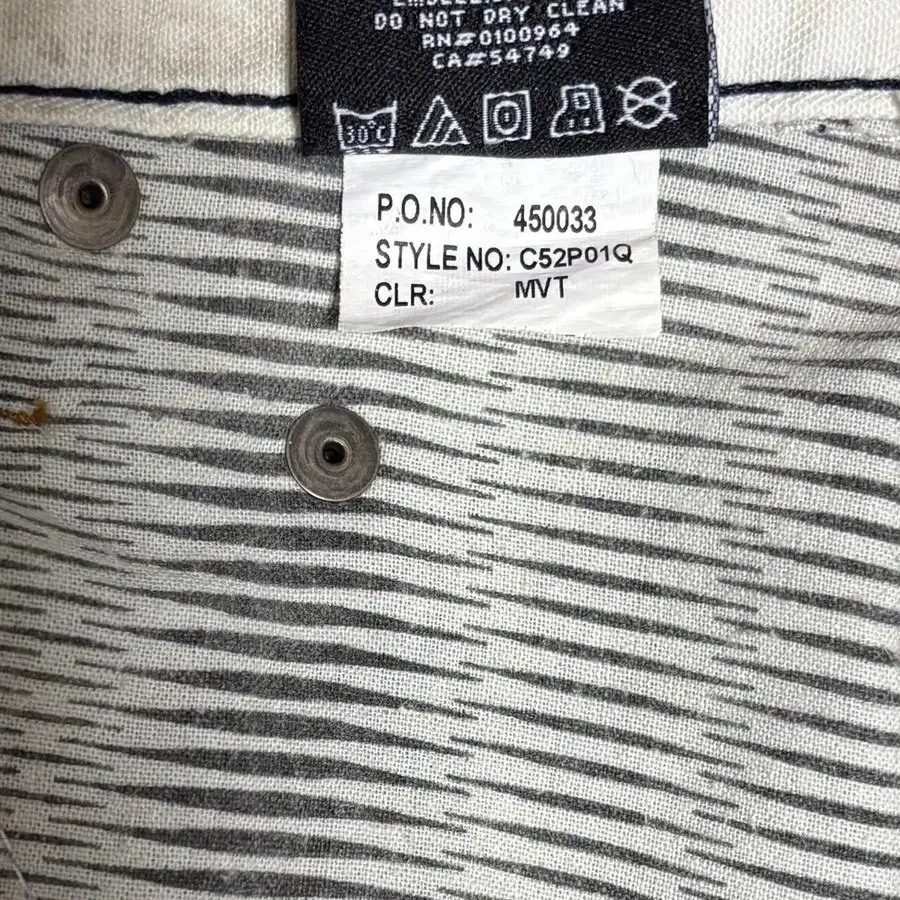 DO NOT DRY CLEAN
RN#0100964
CA#54749
30°C
P.O.NO: 450033
STYLE NO: C52P01Q
CLR: MVT